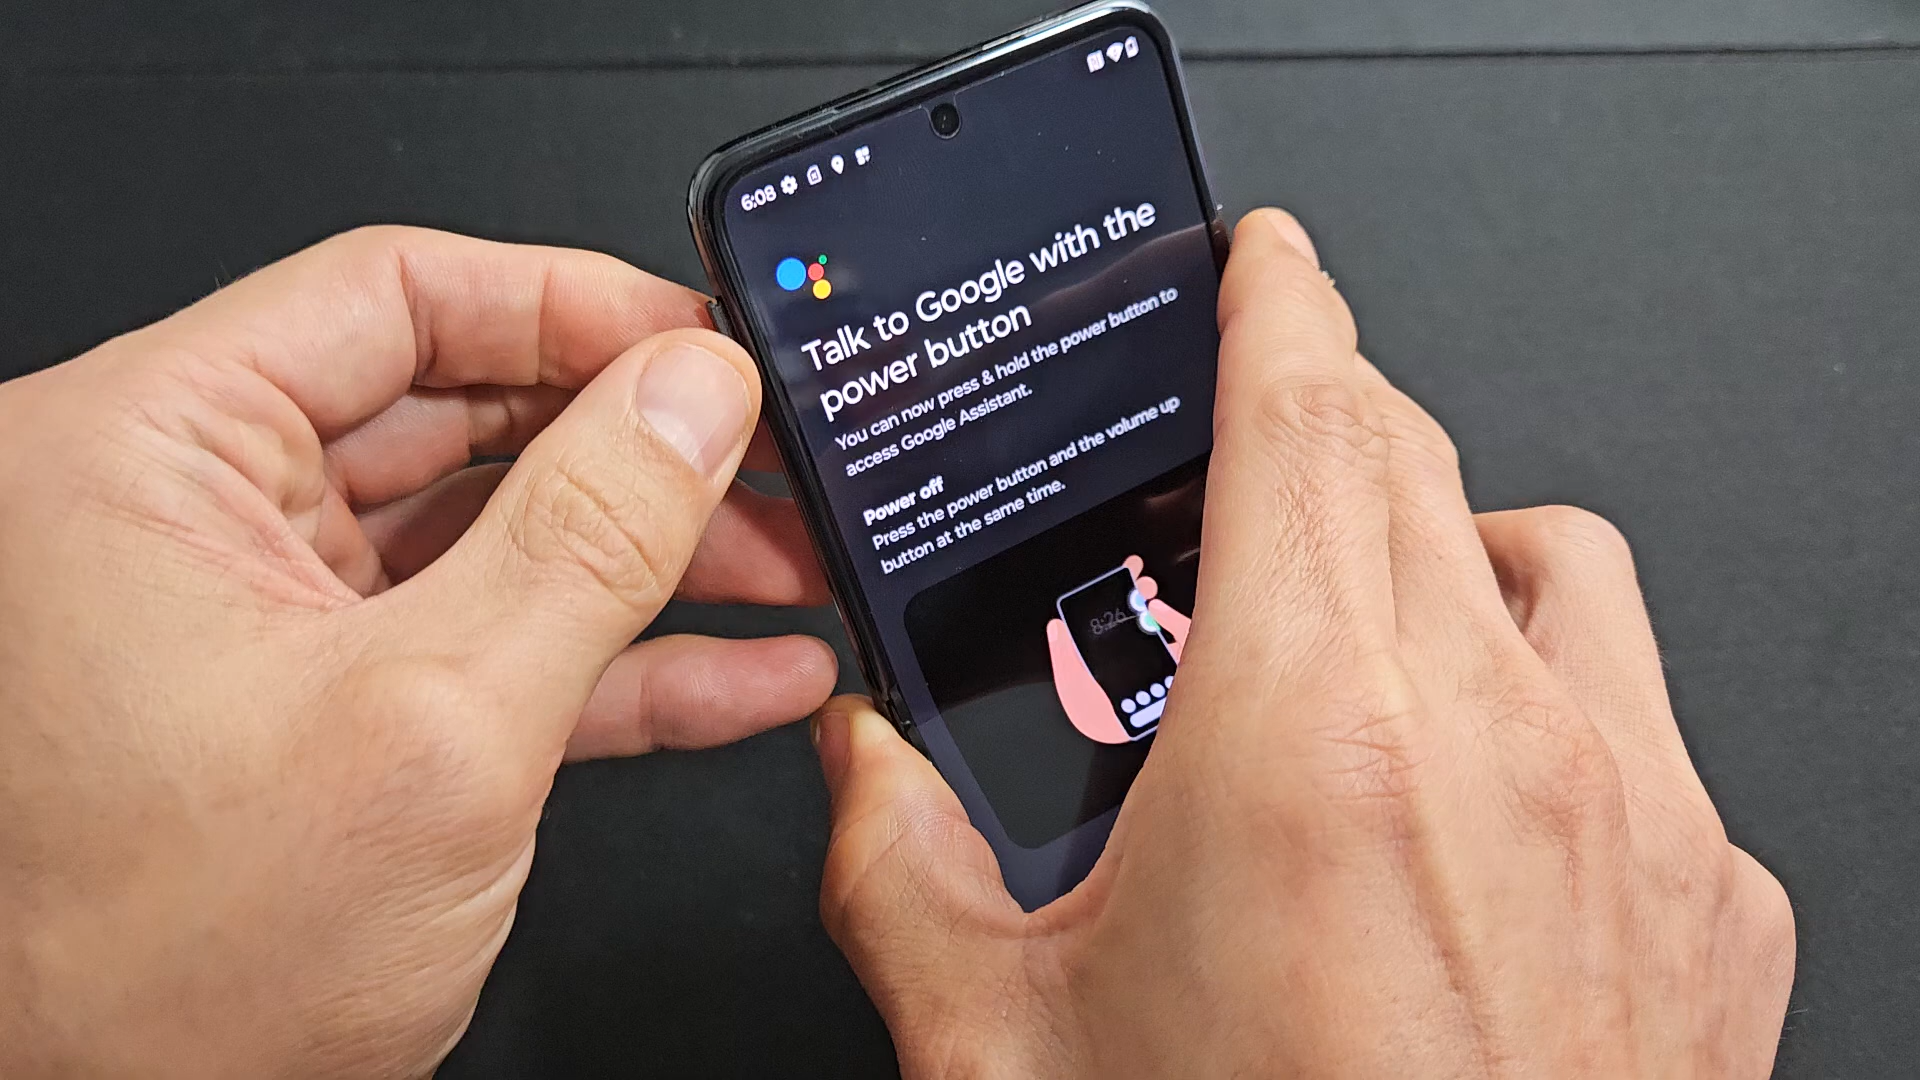 6:08
Talk to Google with the
power button
You can now press & hold the power button to
access Google Assistant.
Power off
Press the power button and the volume up
button at the same time.
8:26